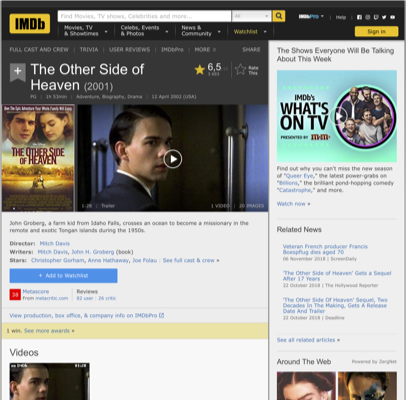 IMDb
Find Movies, TV shows, Celebrities and more...
All
IMDbPro
Help
Movies, TV & Showtimes
Celebs, Events & Photos
News & Community
Watchlist
Sign in
FULL CAST AND CREW | TRIVIA | USER REVIEWS | IMDbPro | MORE
SHARE
The Other Side of
Heaven (2001)
6,5
Rate
This
PG | 1h 53min | Adventure, Biography, Drama | 12 April 2002 (USA)
THE OTHER SIDE
OF HEAVEN
1:26 | Trailer
1 VIDEO | 20 IMAGES
John Groberg, a farm kid from Idaho Falls, crosses an ocean to become a missionary in the
remote and exotic Tongan islands during the 1950s.
Director: Mitch Davis
Writers: Mitch Davis, John H. Groberg (book)
Stars: Christopher Gorham, Anne Hathaway, Joe Folau | See full cast & crew »
+ Add to Watchlist
38
Metascore
From metacritic.com
Reviews
92 user | 26 critic
View production, box office, & company info on IMDbPro
1 win. See more awards »
Videos
The Shows Everyone Will Be Talking
About This Week
IMDb's
WHAT'S
ON TV
PRESENTED BY m&m's
Find out why you can't miss the new season
of "Queer Eye," the latest power-grabs on
"Billions," the brilliant pond-hopping comedy
"Catastrophe," and more.
Watch now »
Related News
Veteran French producer Francis
Boespflug dies aged 70
06 November 2018 | ScreenDaily
'The Other Side of Heaven' Gets a Sequel
After 17 Years
22 October 2018 | The Hollywood Reporter
'The Other Side Of Heaven' Sequel, Two
Decades In The Making, Gets A Release
Date And Trailer
22 October 2018 | Deadline
See all related articles »
Around The Web
Powered by ZergNet